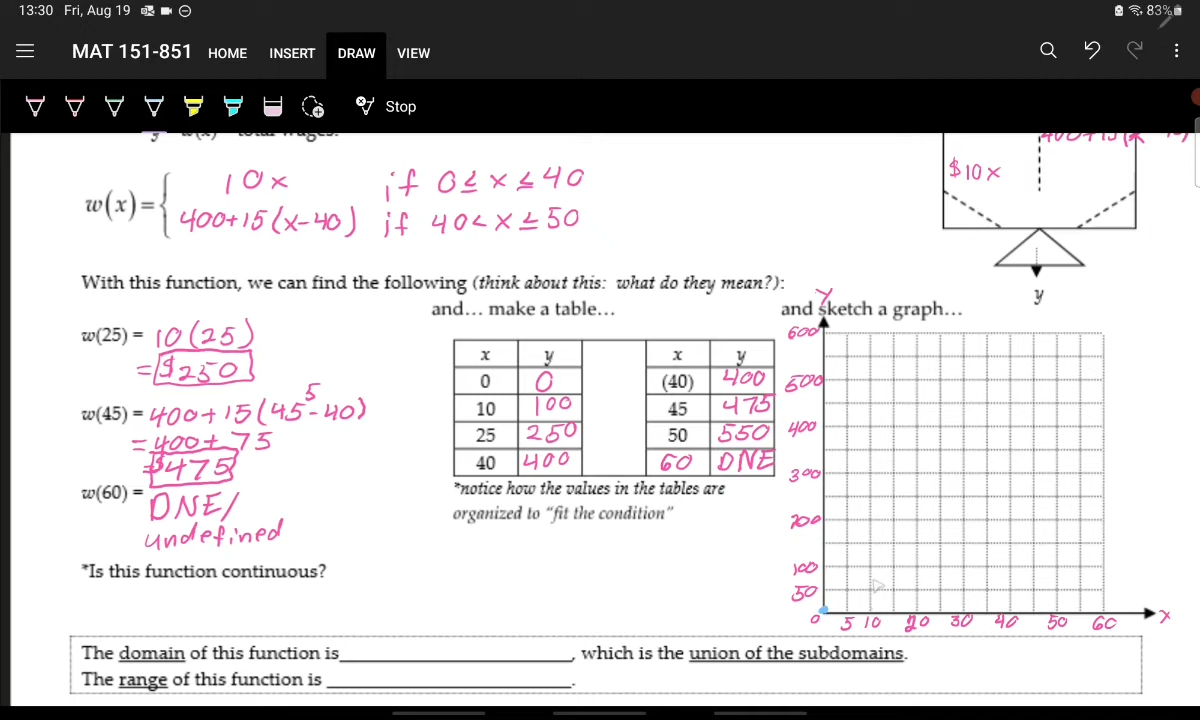 13:30 Fri, Aug 19
83%
MAT 151-851 HOME INSERT DRAW VIEW
Stop
y w(x) total wages.
400+15(x
$10x
w(x)= { 10x if 0≤x≤40
400+15(x-40) if 40<x≤50
y
With this function, we can find the following (think about this: what do they mean?):
and... make a table...
and sketch a graph...
w(25) = 10(25)
= $250
w(45) = 400+15(45-40)
5
=400+75
=$475
w(60) = DNE/
undefined
x y x y
0 0 (40) 400
10 100 45 475
25 250 50 550
40 400 60 DNE
*notice how the values in the tables are
organized to "fit the condition"
y
600
500
400
300
200
100
50
0 5 10 20 30 40 50 60 x
*Is this function continuous?
The domain of this function is____, which is the union of the subdomains.
The range of this function is ____.